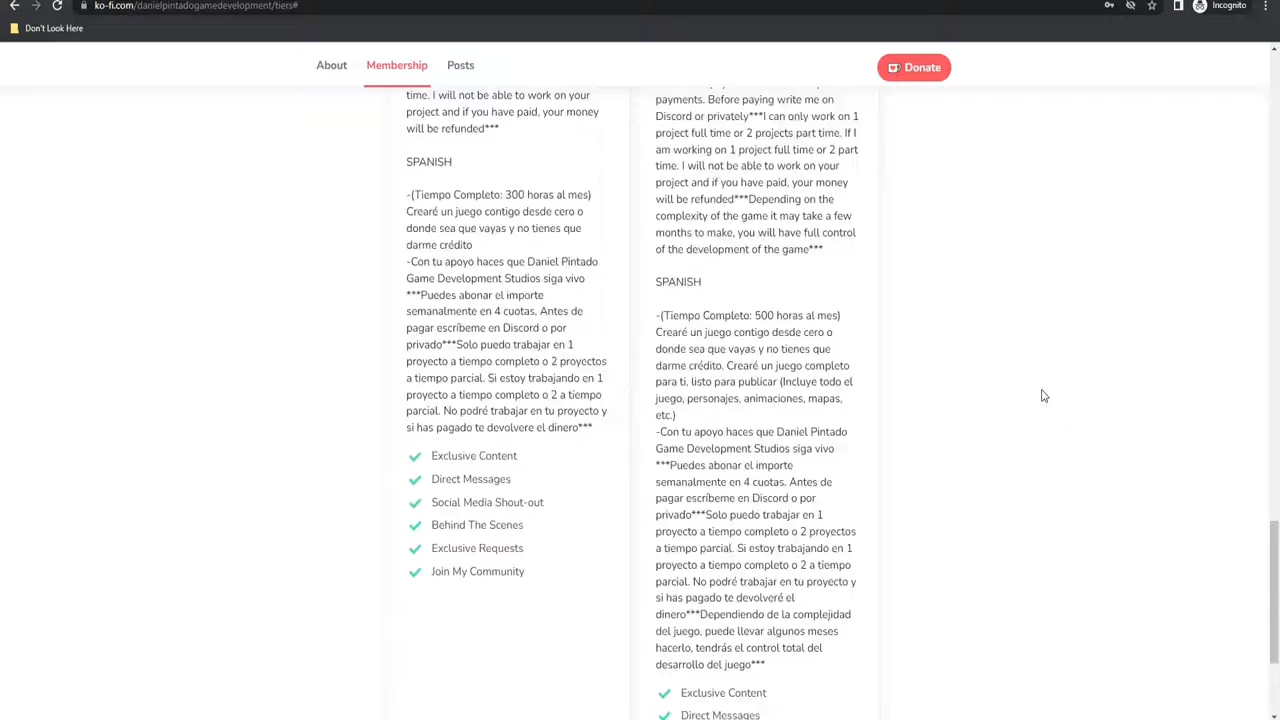 ko-fi.com/danielpintadogamedevelopment/tiers#
Incognito
Don't Look Here
About
Membership
Posts
Donate
time. I will not be able to work on your
project and if you have paid, your money
will be refunded***
SPANISH
-(Tiempo Completo: 300 horas al mes)
Crearé un juego contigo desde cero o
donde sea que vayas y no tienes que
darme crédito
-Con tu apoyo haces que Daniel Pintado
Game Development Studios siga vivo
***Puedes abonar el importe
semanalmente en 4 cuotas, Antes de
pagar escríbeme en Discord o por
privado***Solo puedo trabajar en 1
proyecto a tiempo completo o 2 proyectos
a tiempo parcial. Si estoy trabajando en 1
proyecto a tiempo completo o 2 a tiempo
parcial. No podré trabajar en tu proyecto y
si has pagado te devolvere el dinero***
Exclusive Content
Direct Messages
Social Media Shout-out
Behind The Scenes
Exclusive Requests
Join My Community
payments. Before paying write me on
Discord or privately***I can only work on 1
project full time or 2 projects part time. If I
am working on 1 project full time or 2 part
time. I will not be able to work on your
project and if you have paid, your money
will be refunded***Depending on the
complexity of the game it may take a few
months to make, you will have full control
of the development of the game***
SPANISH
-(Tiempo Completo: 500 horas al mes)
Crearé un juego contigo desde cero o
donde sea que vayas y no tienes que
darme crédito. Crearé un juego completo
para ti, listo para publicar (Incluye todo el
juego, personajes, animaciones, mapas,
etc.)
-Con tu apoyo haces que Daniel Pintado
Game Development Studios siga vivo
***Puedes abonar el importe
semanalmente en 4 cuotas. Antes de
pagar escríbeme en Discord o por
privado***Solo puedo trabajar en 1
proyecto a tiempo completo o 2 proyectos
a tiempo parcial. Si estoy trabajando en 1
proyecto a tiempo completo o 2 a tiempo
parcial. No podré trabajar en tu proyecto y
si has pagado te devolveré el
dinero***Dependiendo de la complejidad
del juego, puede llevar algunos meses
hacerlo, tendrás el control total del
desarrollo del juego***
Exclusive Content
Direct Messages